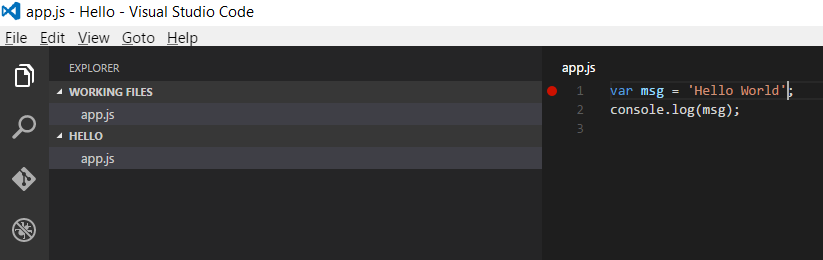 app.js - Hello - Visual Studio Code
File Edit View Goto Help
EXPLORER
WORKING FILES
app.js
HELLO
app.js
app.js
1 var msg = 'Hello World';
2 console.log(msg);
3